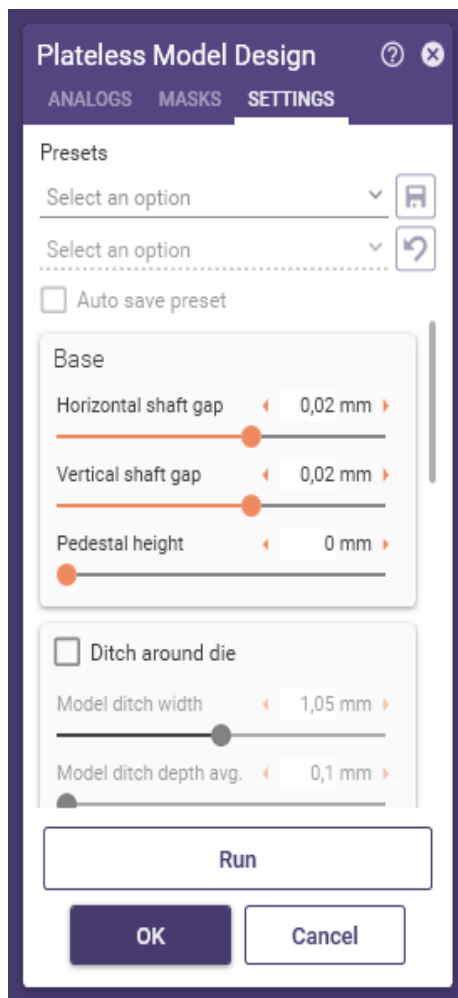 Plateless Model Design
ANALOGS MASKS SETTINGS
Presets
Select an option
Select an option
Auto save preset
Base
Horizontal shaft gap 0,02 mm
Vertical shaft gap 0,02 mm
Pedestal height 0 mm
Ditch around die
Model ditch width 1,05 mm
Model ditch depth avg. 0,1 mm
Run
OK Cancel